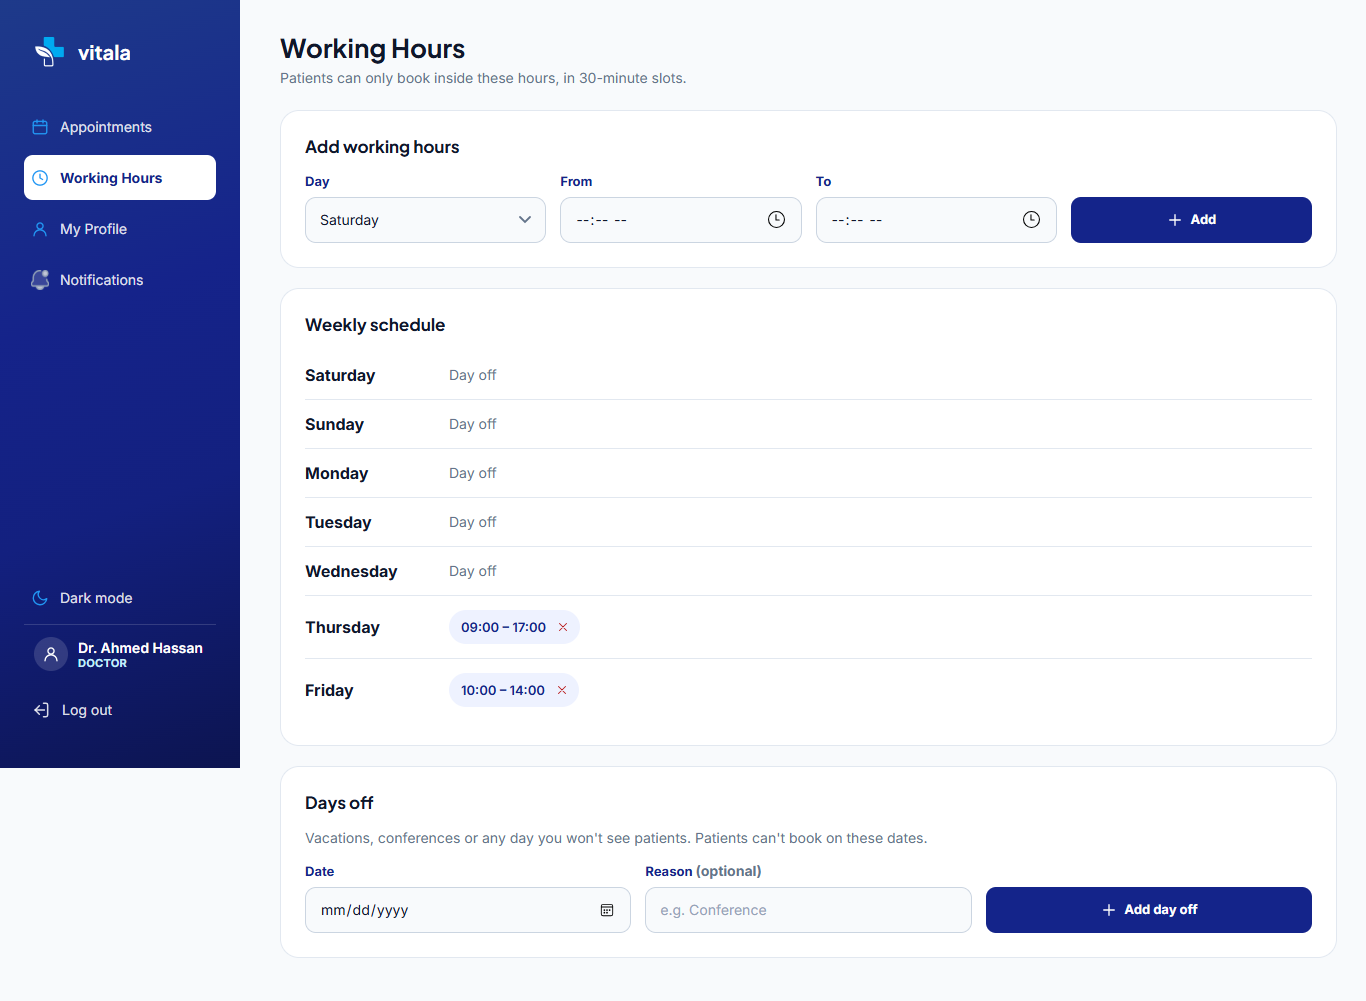 vitala
Appointments
Working Hours
My Profile
Notifications
Dark mode
Dr. Ahmed Hassan
DOCTOR
Log out
Working Hours
Patients can only book inside these hours, in 30-minute slots.
Add working hours
Day
From
To
Saturday
--:-- --
--:-- --
Add
Weekly schedule
Saturday Day off
Sunday Day off
Monday Day off
Tuesday Day off
Wednesday Day off
Thursday 09:00 – 17:00
Friday 10:00 – 14:00
Days off
Vacations, conferences or any day you won't see patients. Patients can't book on these dates.
Date
Reason (optional)
mm/dd/yyyy
e.g. Conference
Add day off